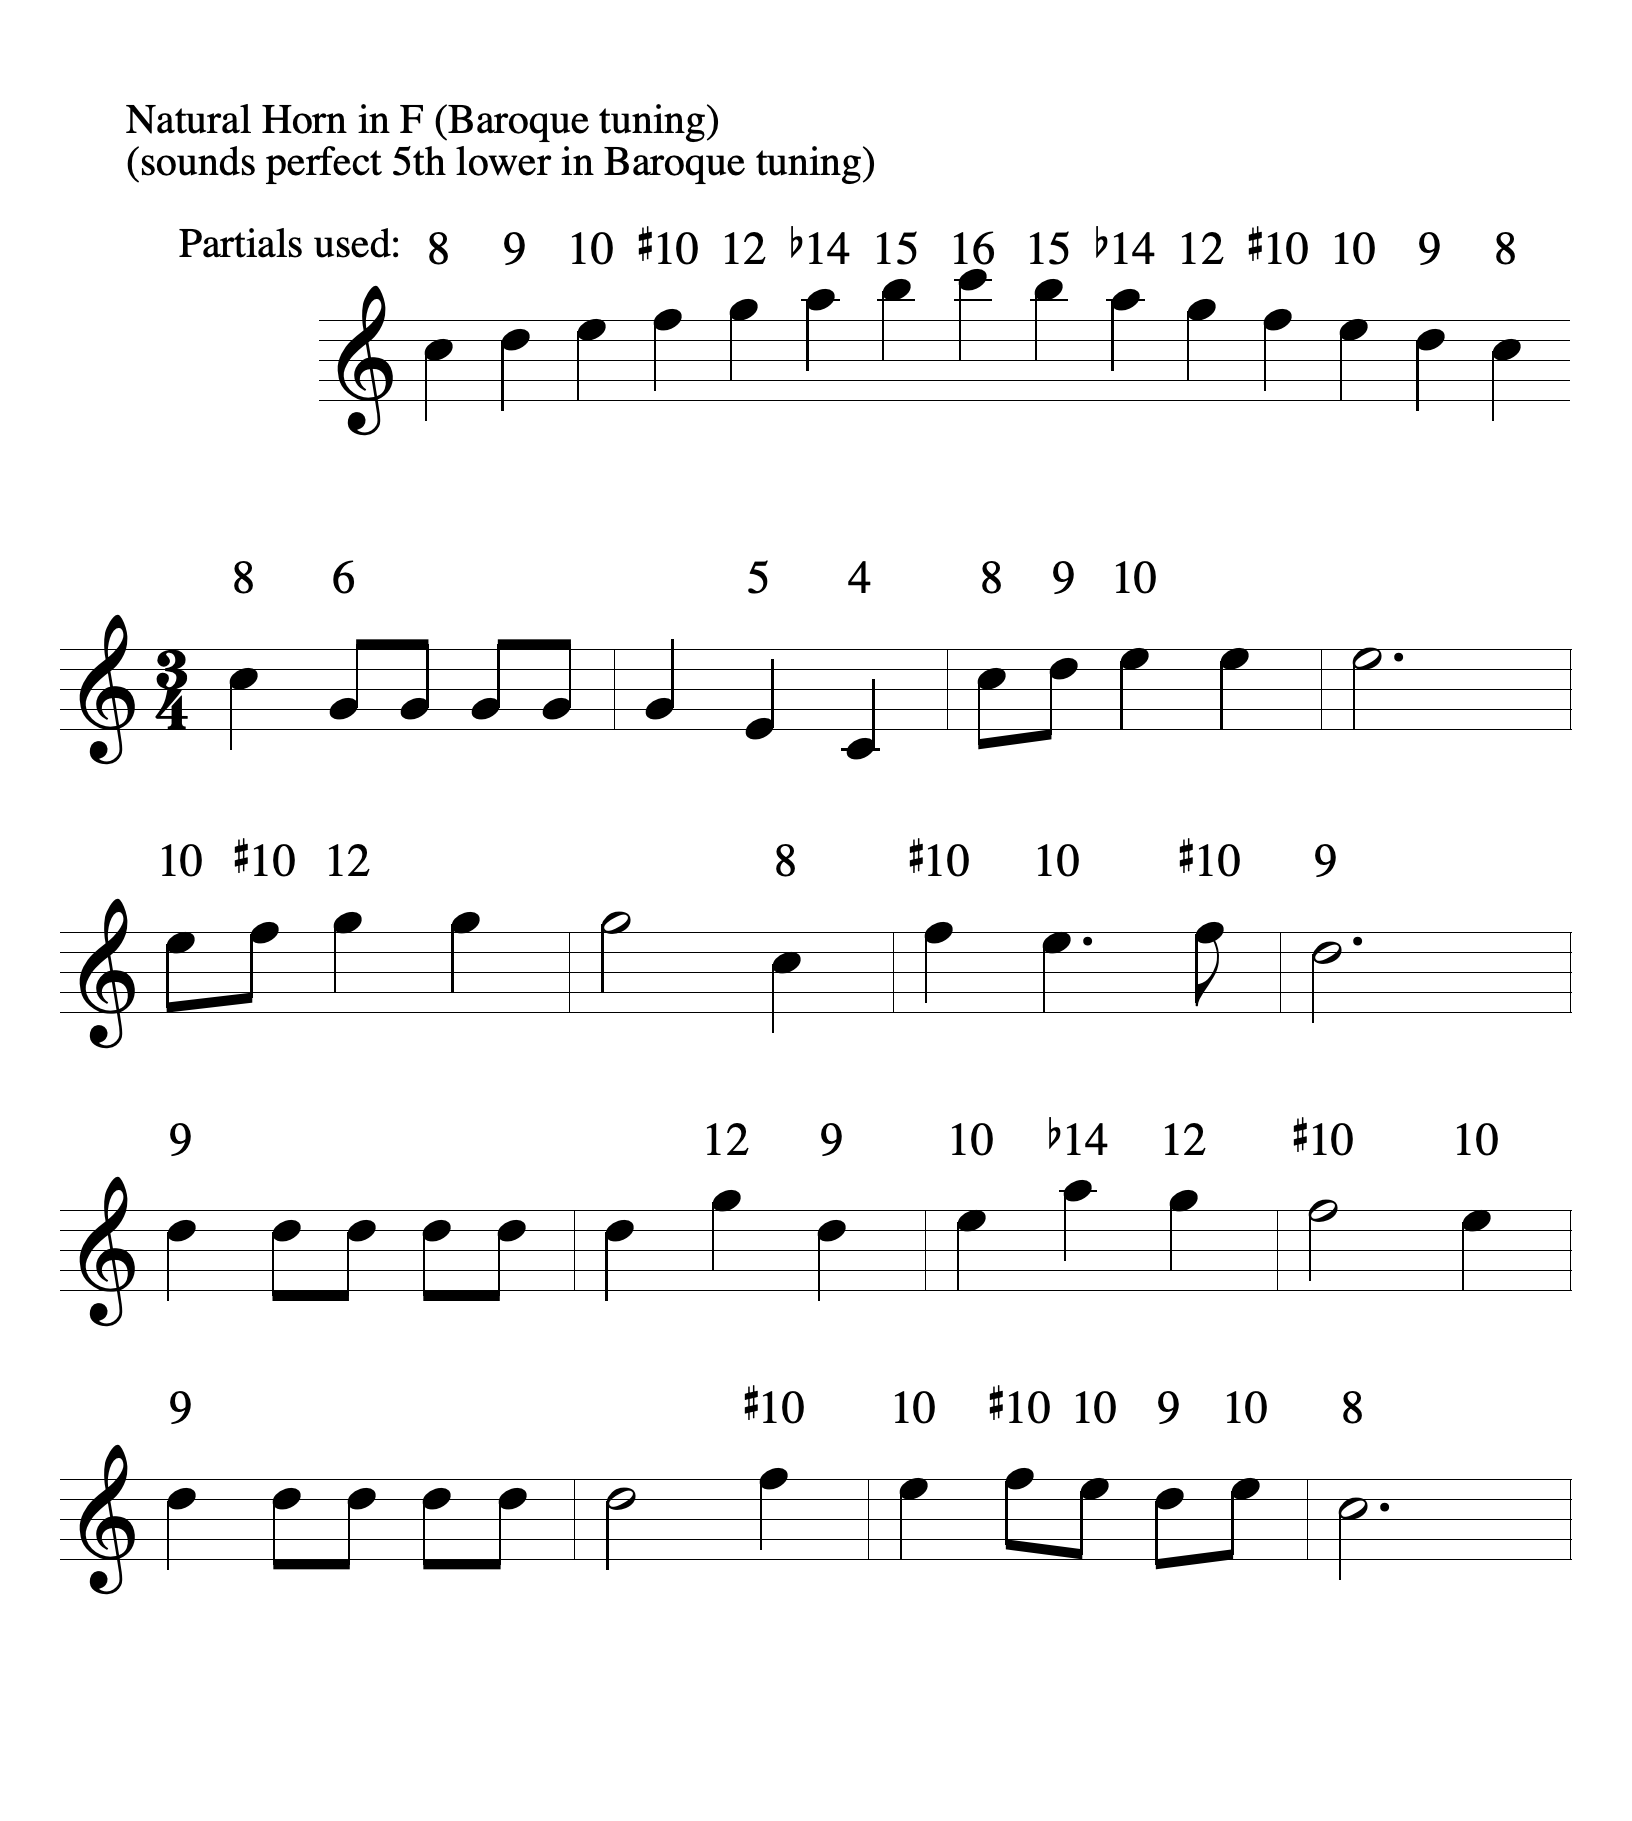 Natural Horn in F (Baroque tuning)
(sounds perfect 5th lower in Baroque tuning)
Partials used: 8 9 10 ♯10 12 ♭14 15 16 15 ♭14 12 ♯10 10 9 8
8 6 5 4 8 9 10
3
4
10 ♯10 12 8 ♯10 10 ♯10 9
9 12 9 10 ♭14 12 ♯10 10
9 ♯10 10 ♯10 10 9 10 8